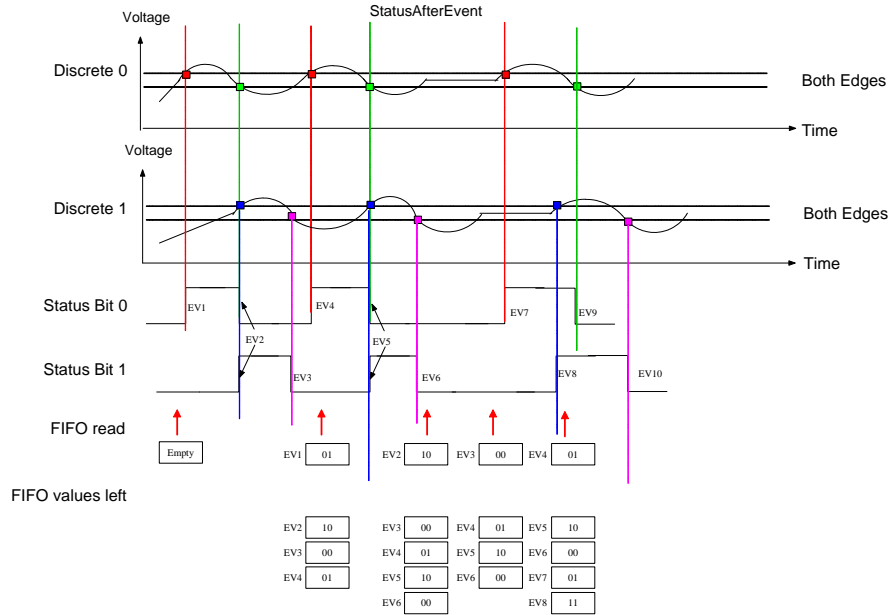 StatusAfterEvent
Voltage
Discrete 0
Both Edges
Time
Voltage
Discrete 1
Both Edges
Time
Status Bit 0
EV1
EV4
EV7
EV9
EV2
EV5
Status Bit 1
EV3
EV6
EV8
EV10
FIFO read
Empty
EV1 01
EV2 10
EV3 00
EV4 01
FIFO values left
EV2 10
EV3 00
EV4 01
EV5 10
EV3 00
EV4 01
EV5 10
EV6 00
EV4 01
EV5 10
EV6 00
EV7 01
EV6 00
EV8 11